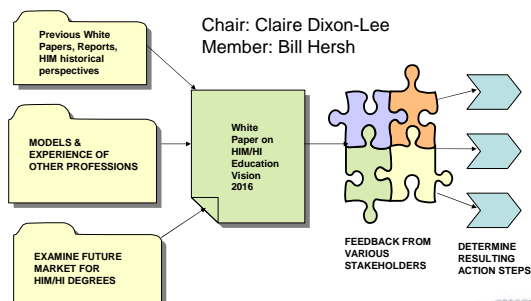 Chair: Claire Dixon-Lee
Member: Bill Hersh
Previous White
Papers, Reports,
HIM historical
perspectives
MODELS &
EXPERIENCE OF
OTHER PROFESSIONS
EXAMINE FUTURE
MARKET FOR
HIM/HI DEGREES
White
Paper on
HIM/HI
Education
Vision
2016
FEEDBACK FROM
VARIOUS
STAKEHOLDERS
DETERMINE
RESULTING
ACTION STEPS